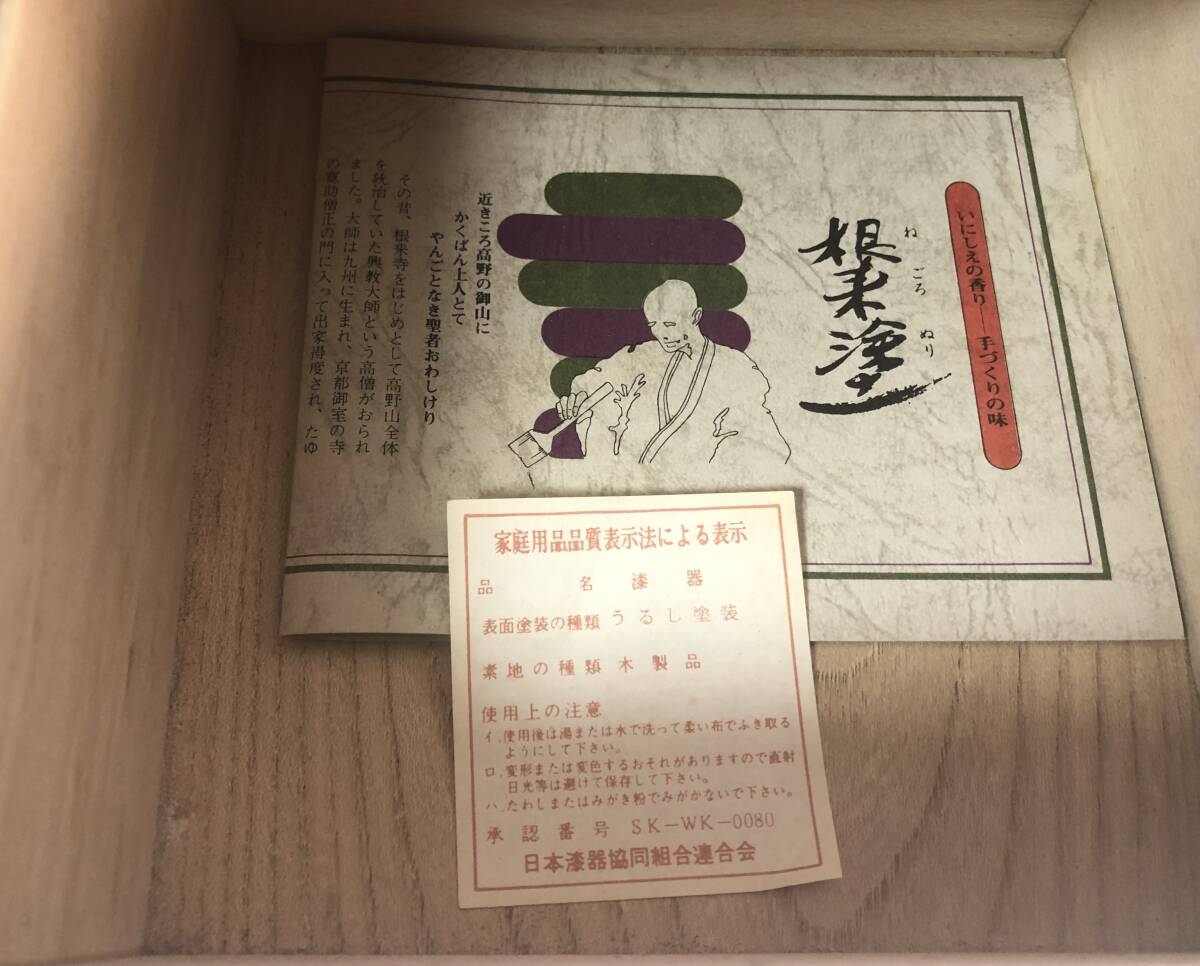 いにしえの香り―手づくりの味
根来塗
ね ごろ ぬり
近きころ高野の御山に
かくばん上人とて
やんごとなき聖者おわしけり
その昔、根来寺をはじめとして高野山全体
を統治していた興教大師という高僧がおられ
ました。大師は九州に生まれ、京都御室の寺
の寛助僧正の門に入って出家得度され、たゆ
家庭用品品質表示法による表示
品名 漆器
表面塗装の種類 うるし塗装
素地の種類 木製品
使用上の注意
イ.使用後は湯または水で洗って柔い布でふき取る
ようにして下さい。
ロ.変形または変色するおそれがありますので直射
日光等は避けて保存して下さい。
ハ.たわしまたはみがき粉でみがかないで下さい。
承認番号 SK-WK-0080
日本漆器協同組合連合会